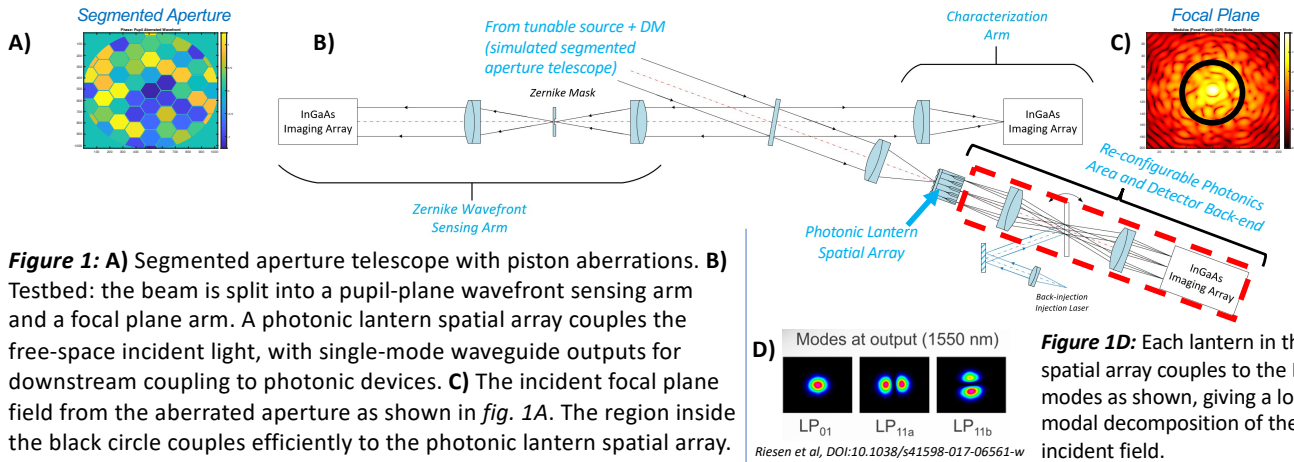 Segmented Aperture
Phase: Pupil Aberrated Wavefront
A)
B)
From tunable source + DM
(simulated segmented
aperture telescope)
Zernike Mask
InGaAs
Imaging Array
Characterization
Arm
InGaAs
Imaging Array
Focal Plane
C)
Zernike Wavefront
Sensing Arm
Re-configurable Photonics
Area and Detector Back-end
Photonic Lantern
Spatial Array
InGaAs
Imaging Array
Back-injection
Injection Laser
Figure 1: A) Segmented aperture telescope with piston aberrations. B)
Testbed: the beam is split into a pupil-plane wavefront sensing arm
and a focal plane arm. A photonic lantern spatial array couples the
free-space incident light, with single-mode waveguide outputs for
downstream coupling to photonic devices. C) The incident focal plane
field from the aberrated aperture as shown in fig. 1A. The region inside
the black circle couples efficiently to the photonic lantern spatial array.
D)
Modes at output (1550 nm)
LP01
LP11a
LP11b
Riesen et al, DOI:10.1038/s41598-017-06561-w
Figure 1D: Each lantern in th
spatial array couples to the
modes as shown, giving a lo
modal decomposition of the
incident field.